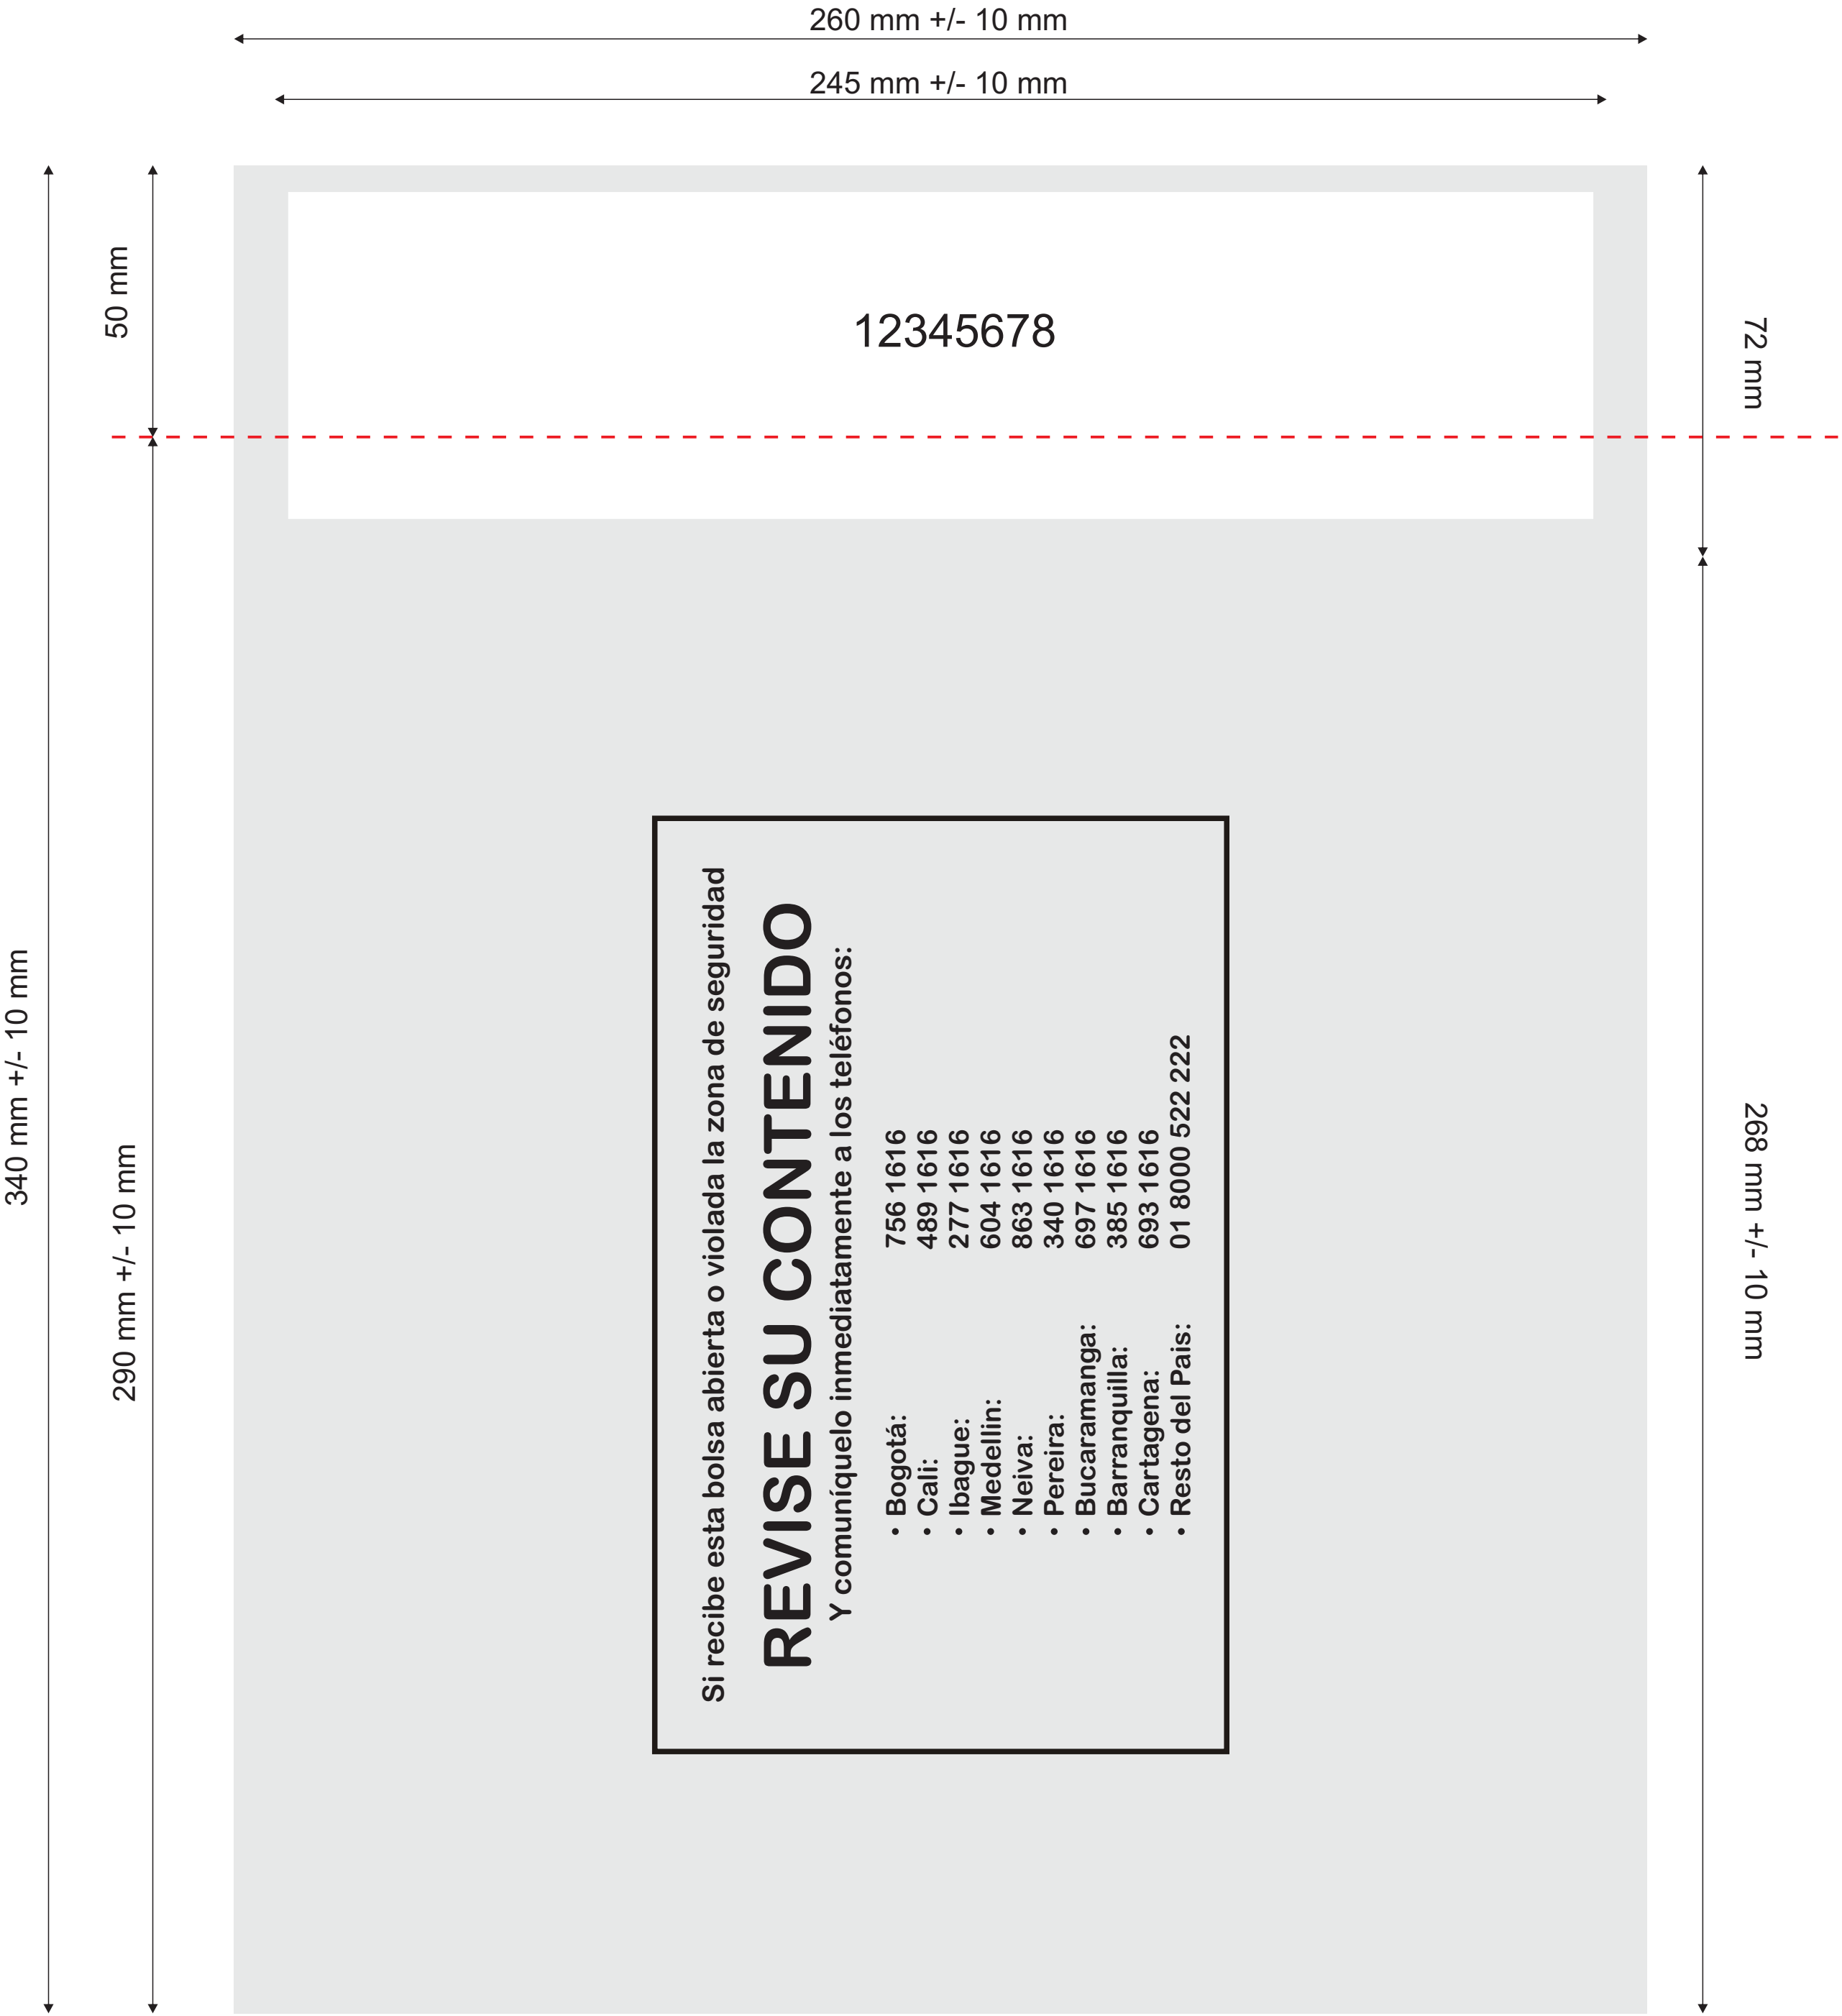 260 mm +/- 10 mm
245 mm +/- 10 mm
50 mm
72 mm
12345678
340 mm +/- 10 mm
290 mm +/- 10 mm
268 mm +/- 10 mm
Si recibe esta bolsa abierta o violada la zona de seguridad
REVISE SU CONTENIDO
Y comuníquelo inmediatamente a los teléfonos:
• Bogotá: 756 1616
• Cali: 489 1616
• Ibague: 277 1616
• Medellin: 604 1616
• Neiva: 863 1616
• Pereira: 340 1616
• Bucaramanga: 697 1616
• Barranquilla: 385 1616
• Cartagena: 693 1616
• Resto del Pais: 01 8000 522 222